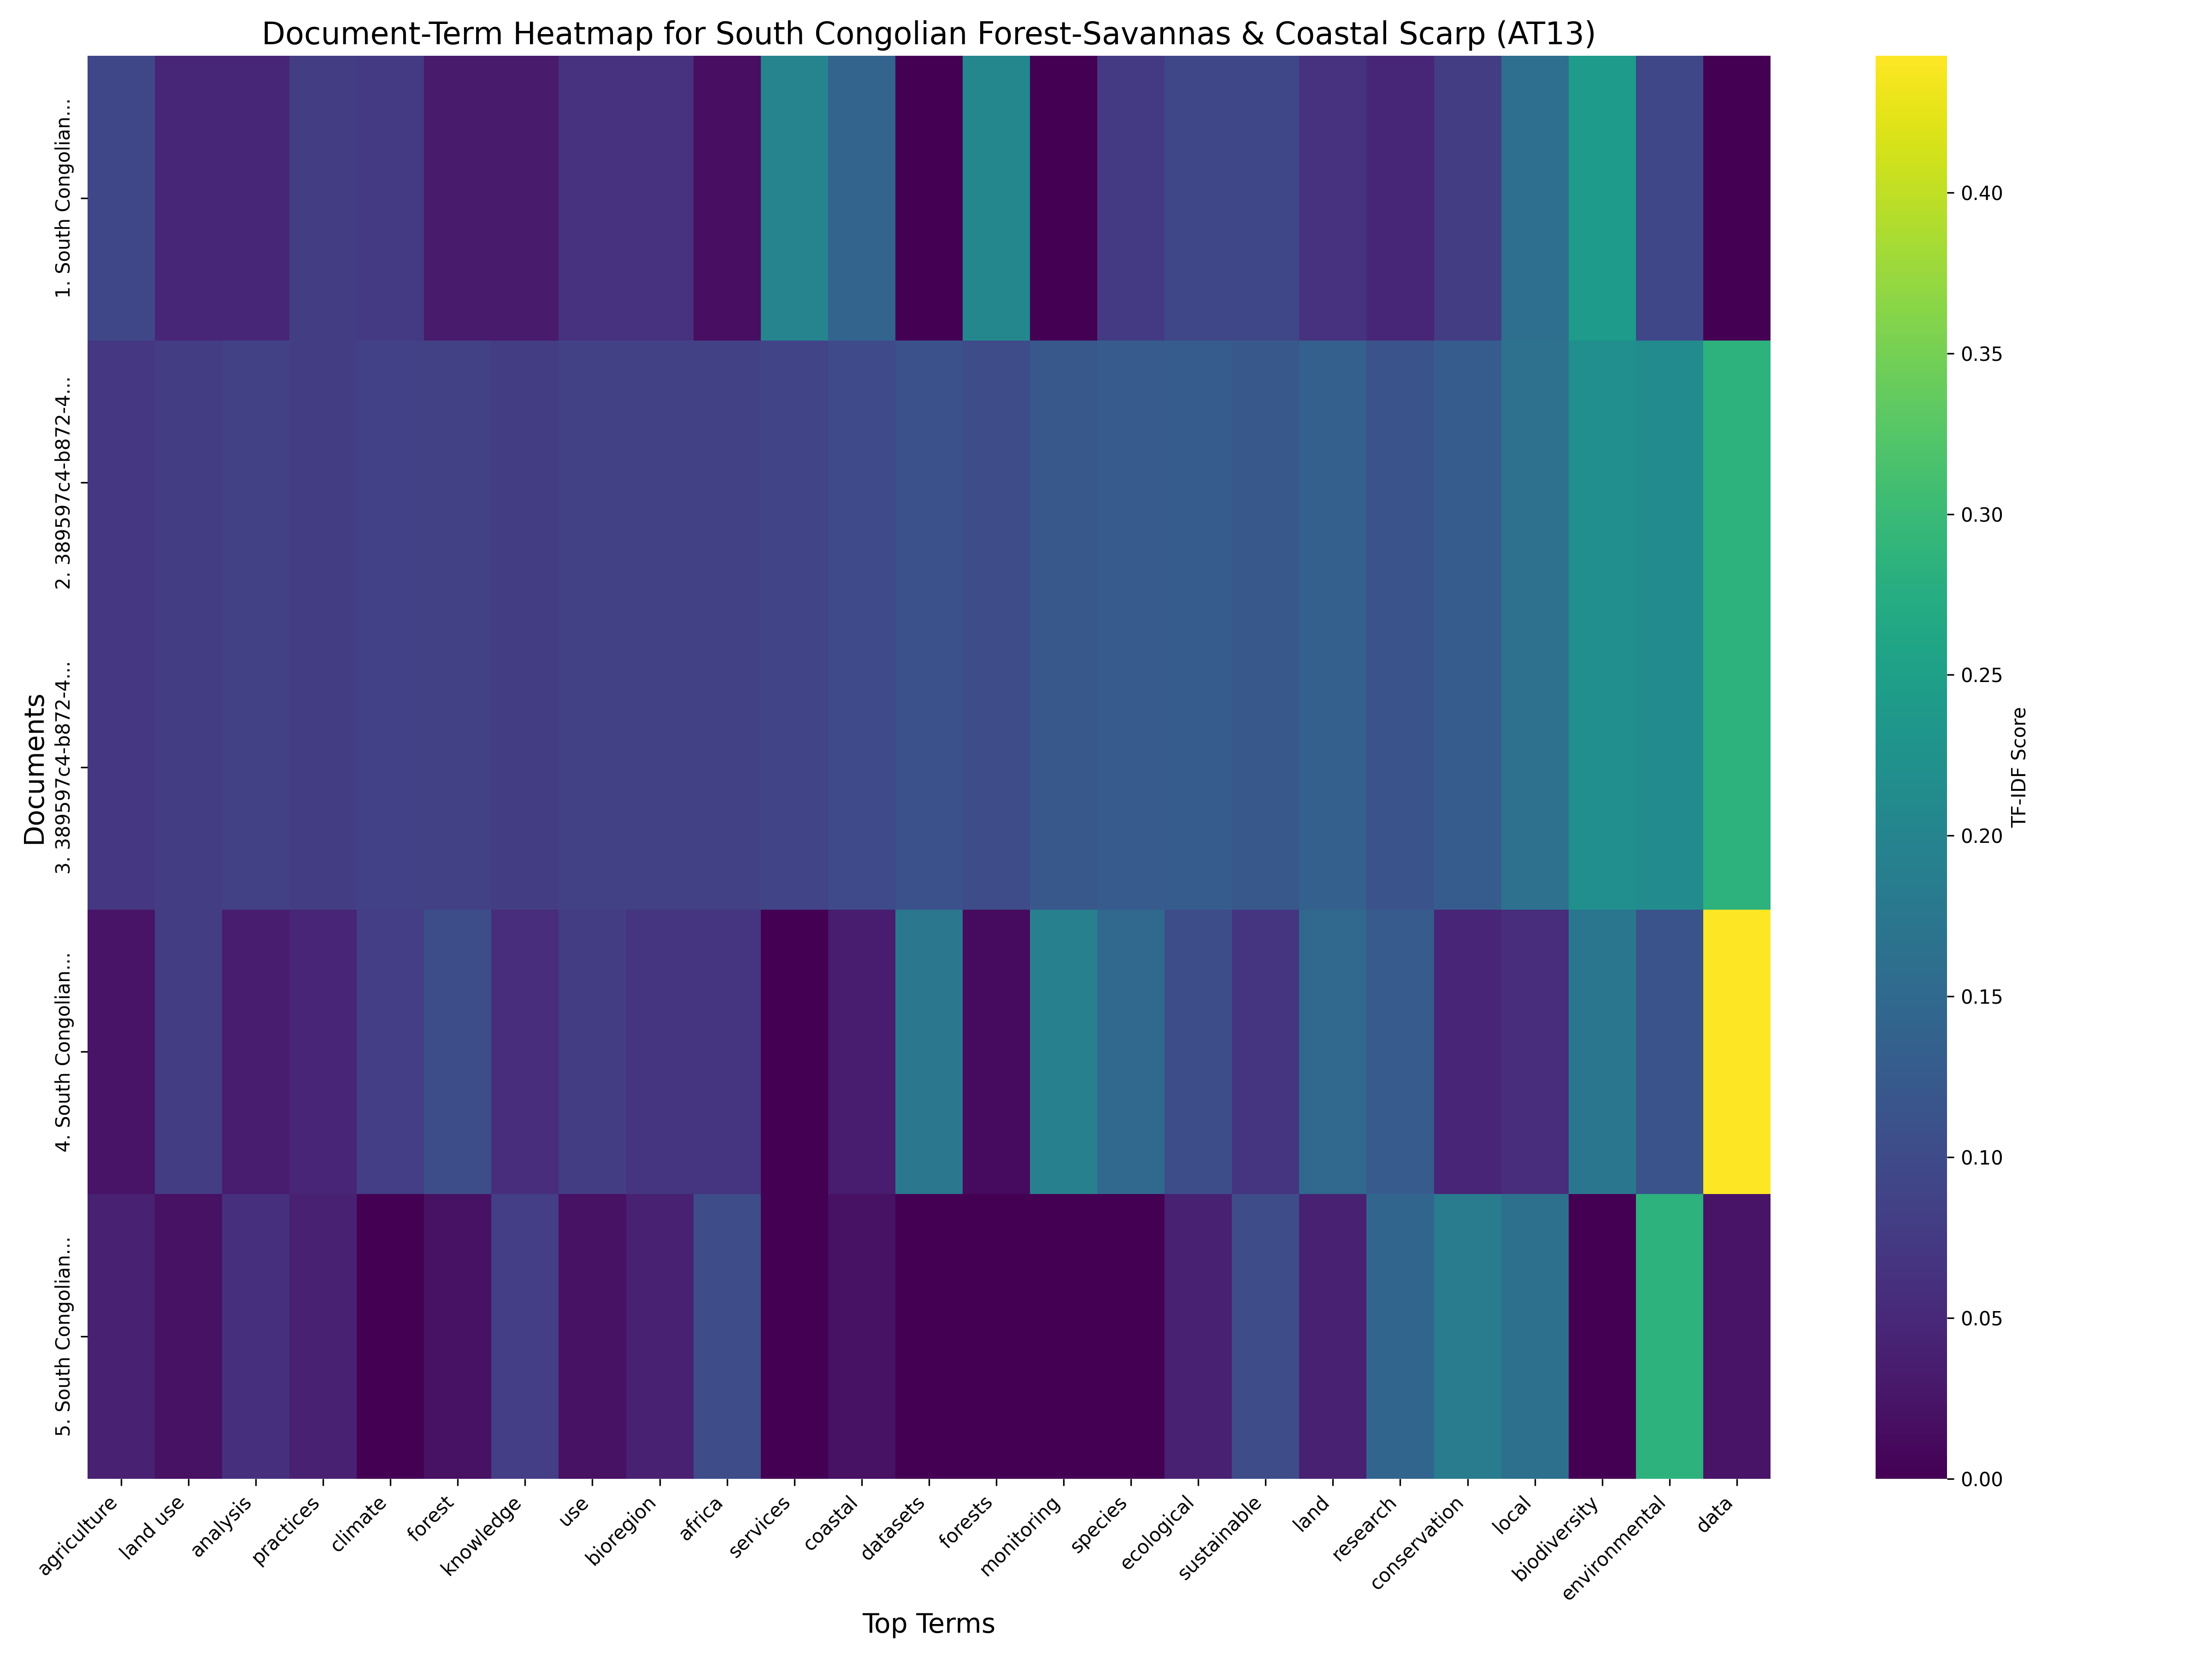 Document-Term Heatmap for South Congolian Forest-Savannas & Coastal Scarp (AT13)
Documents
1. South Congolian...
2. 389597c4-b872-4...
3. 389597c4-b872-4...
4. South Congolian...
5. South Congolian...
agriculture
land use
analysis
practices
climate
forest
knowledge
use
bioregion
africa
services
coastal
datasets
forests
monitoring
species
ecological
sustainable
land
research
conservation
local
biodiversity
environmental
data
Top Terms
0.40
0.35
0.30
0.25
0.20
0.15
0.10
0.05
0.00
TF-IDF Score